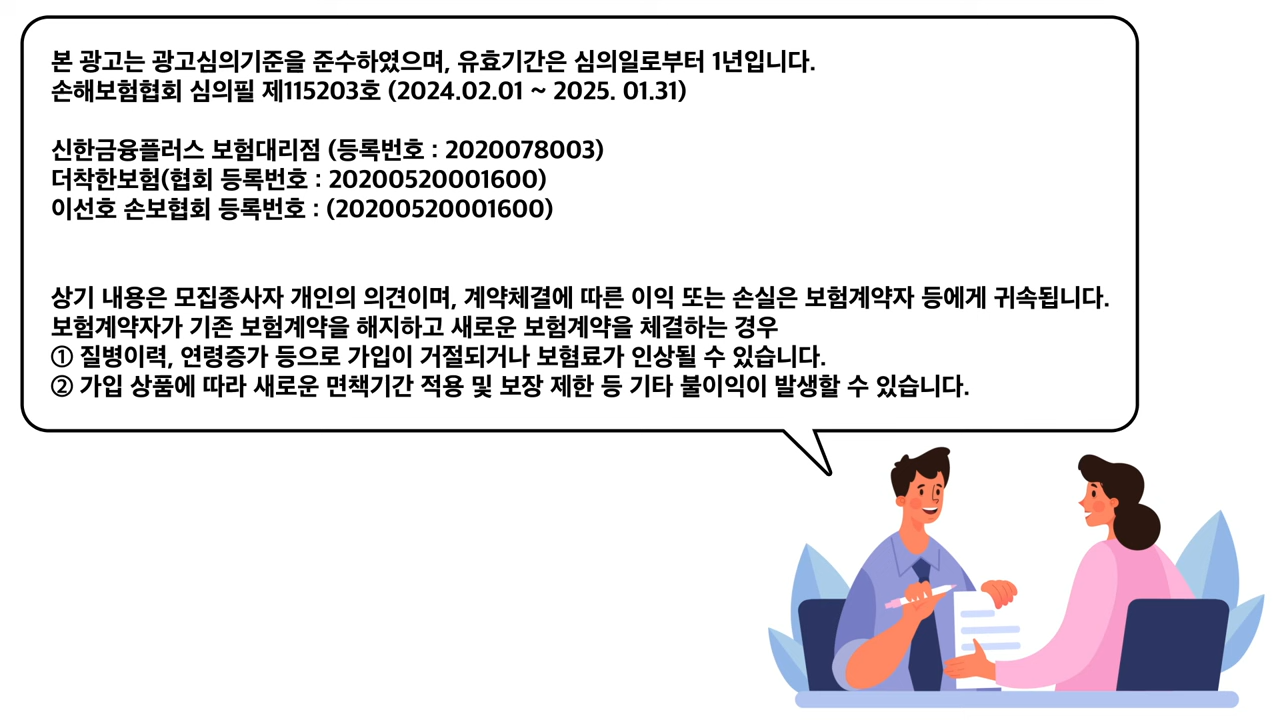 본 광고는 광고심의기준을 준수하였으며, 유효기간은 심의일로부터 1년입니다.
손해보험협회 심의필 제115203호 (2024.02.01 ~ 2025. 01.31)
신한금융플러스 보험대리점 (등록번호 : 2020078003)
더착한보험(협회 등록번호 : 20200520001600)
이선호 손보협회 등록번호 : (20200520001600)
상기 내용은 모집종사자 개인의 의견이며, 계약체결에 따른 이익 또는 손실은 보험계약자 등에게 귀속됩니다.
보험계약자가 기존 보험계약을 해지하고 새로운 보험계약을 체결하는 경우
① 질병이력, 연령증가 등으로 가입이 거절되거나 보험료가 인상될 수 있습니다.
② 가입 상품에 따라 새로운 면책기간 적용 및 보장 제한 등 기타 불이익이 발생할 수 있습니다.